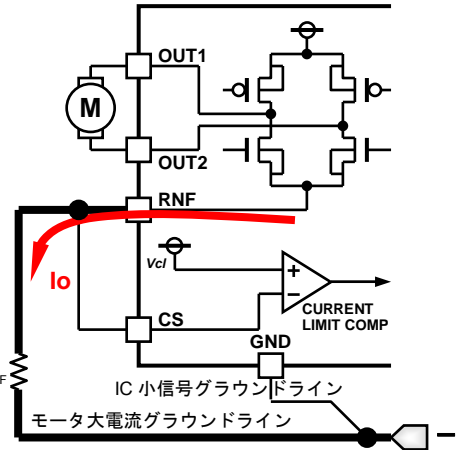 OUT1
M
OUT2
RNF
Io
Vcl
+
−
CURRENT
LIMIT COMP
CS
GND
F
IC 小信号グラウンドライン
モータ大電流グラウンドライン